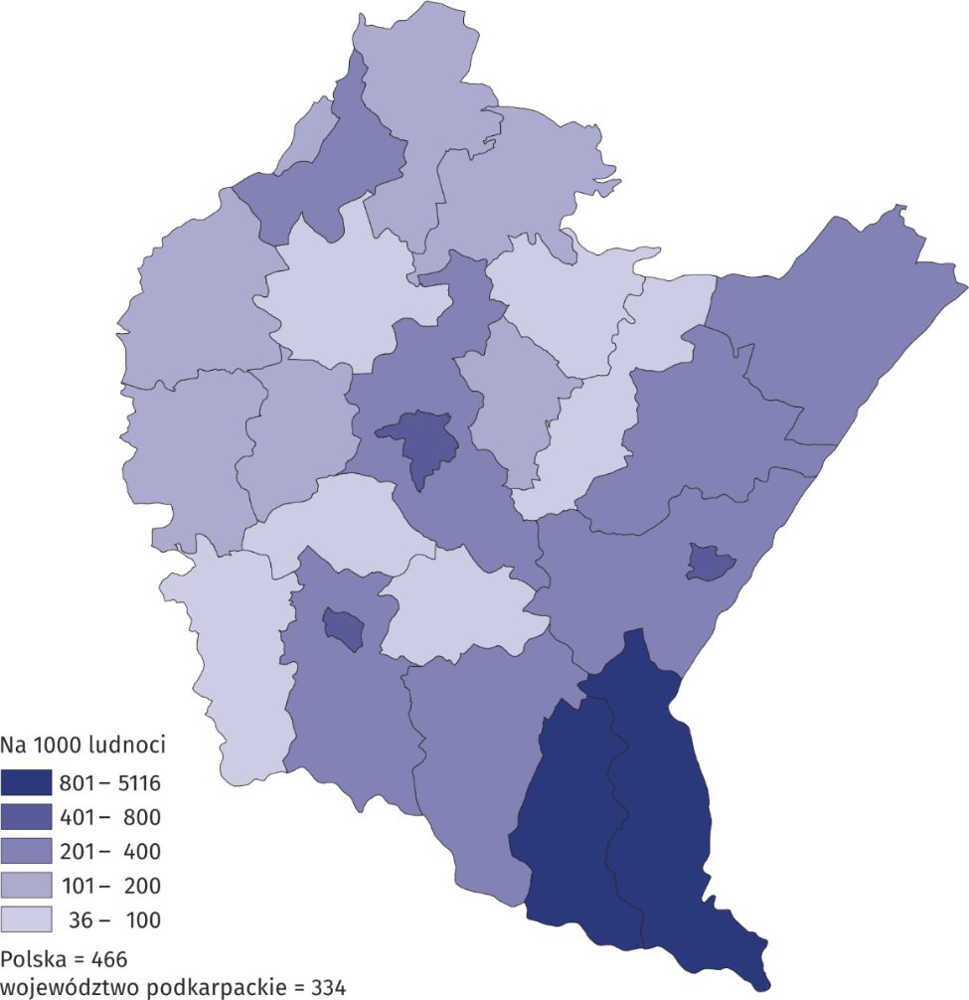 Na 1000 ludnoci
801 – 5116
401 – 800
201 – 400
101 – 200
36 – 100
Polska = 466
województwo podkarpackie = 334